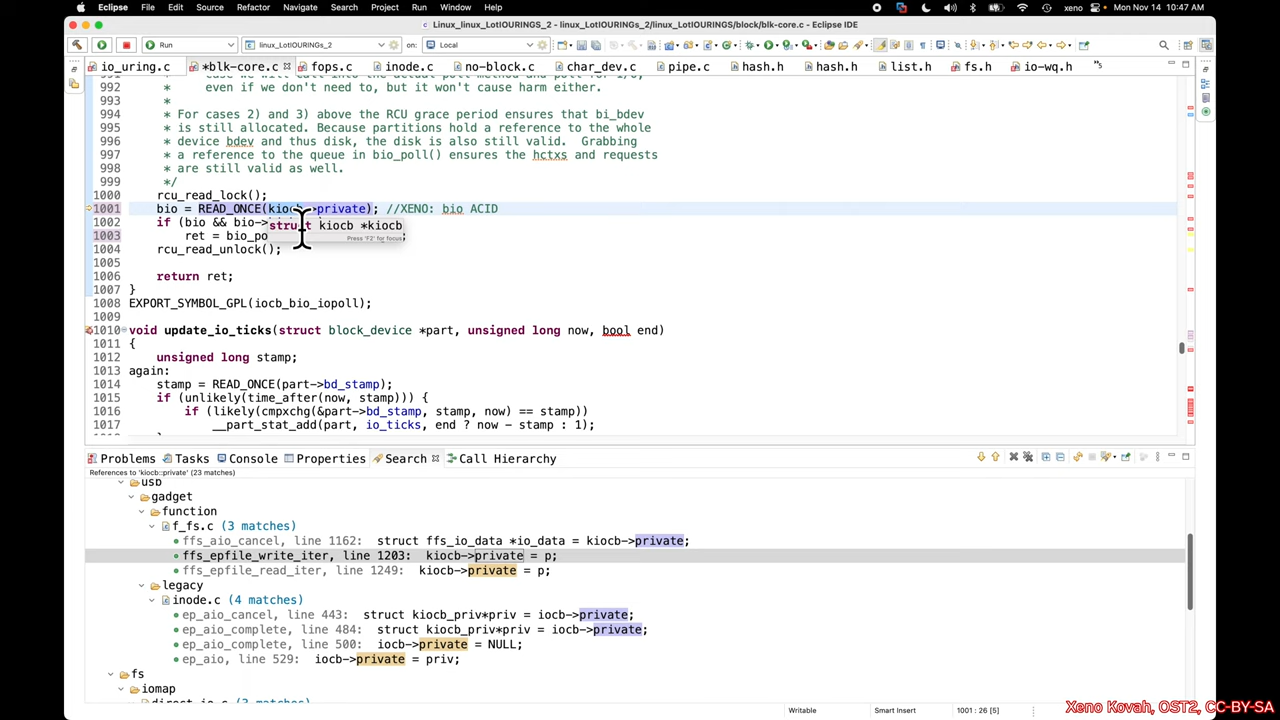 Eclipse File Edit Source Refactor Navigate Search Project Run Window Help xeno Mon Nov 14 10:47 AM
Linux_LotIOURINGs_2 - linux_LotIOURINGs_2/linux_LotIOURINGs/block/blk-core.c - Eclipse IDE
Run linux_LotIOURINGs_2 on: Local
io_uring.c *blk-core.c fops.c inode.c no-block.c char_dev.c pipe.c hash.h hash.h list.h fs.h io-wq.h »5
992 * even if we don't need to, but it won't cause harm either.
993 *
994 * For cases 2) and 3) above the RCU grace period ensures that bi_bdev
995 * is still allocated. Because partitions hold a reference to the whole
996 * device bdev and thus disk, the disk is also still valid. Grabbing
997 * a reference to the queue in bio_poll() ensures the hctxs and requests
998 * are still valid as well.
999 */
1000 rcu_read_lock();
1001 bio = READ_ONCE(kiocb->private); //XENO: bio ACID
1002 if (bio && bio->
struct kiocb *kiocb
1003 ret = bio_po ;
Press 'F2' for focus
1004 rcu_read_unlock();
1005
1006 return ret;
1007 }
1008 EXPORT_SYMBOL_GPL(iocb_bio_iopoll);
1009
1010 void update_io_ticks(struct block_device *part, unsigned long now, bool end)
1011 {
1012 unsigned long stamp;
1013 again:
1014 stamp = READ_ONCE(part->bd_stamp);
1015 if (unlikely(time_after(now, stamp))) {
1016 if (likely(cmpxchg(&part->bd_stamp, stamp, now) == stamp))
1017 __part_stat_add(part, io_ticks, end ? now - stamp : 1);
Problems Tasks Console Properties Search Call Hierarchy
References to 'kiocb::private' (23 matches)
usb
gadget
function
f_fs.c (3 matches)
ffs_aio_cancel, line 1162: struct ffs_io_data *io_data = kiocb->private;
ffs_epfile_write_iter, line 1203: kiocb->private = p;
ffs_epfile_read_iter, line 1249: kiocb->private = p;
legacy
inode.c (4 matches)
ep_aio_cancel, line 443: struct kiocb_priv*priv = iocb->private;
ep_aio_complete, line 484: struct kiocb_priv*priv = iocb->private;
ep_aio_complete, line 500: iocb->private = NULL;
ep_aio, line 529: iocb->private = priv;
fs
iomap
direct-io.c (3 matches)
Writable Smart Insert 1001 : 26 [5]
Xeno Kovah, OST2, CC-BY-SA